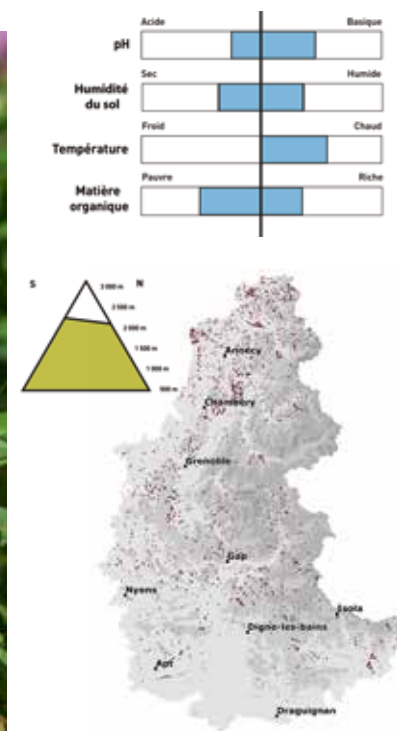 Acide Basique
pH
Sec Humide
Humidité
du sol
Froid Chaud
Température
Pauvre Riche
Matière
organique
S N
3 000 m
2 500 m
2 000 m
1 500 m
1 000 m
500 m
Annecy
Chambéry
Grenoble
Gap
Nyons
Isola
Digne-les-bains
Apt
Draguignan